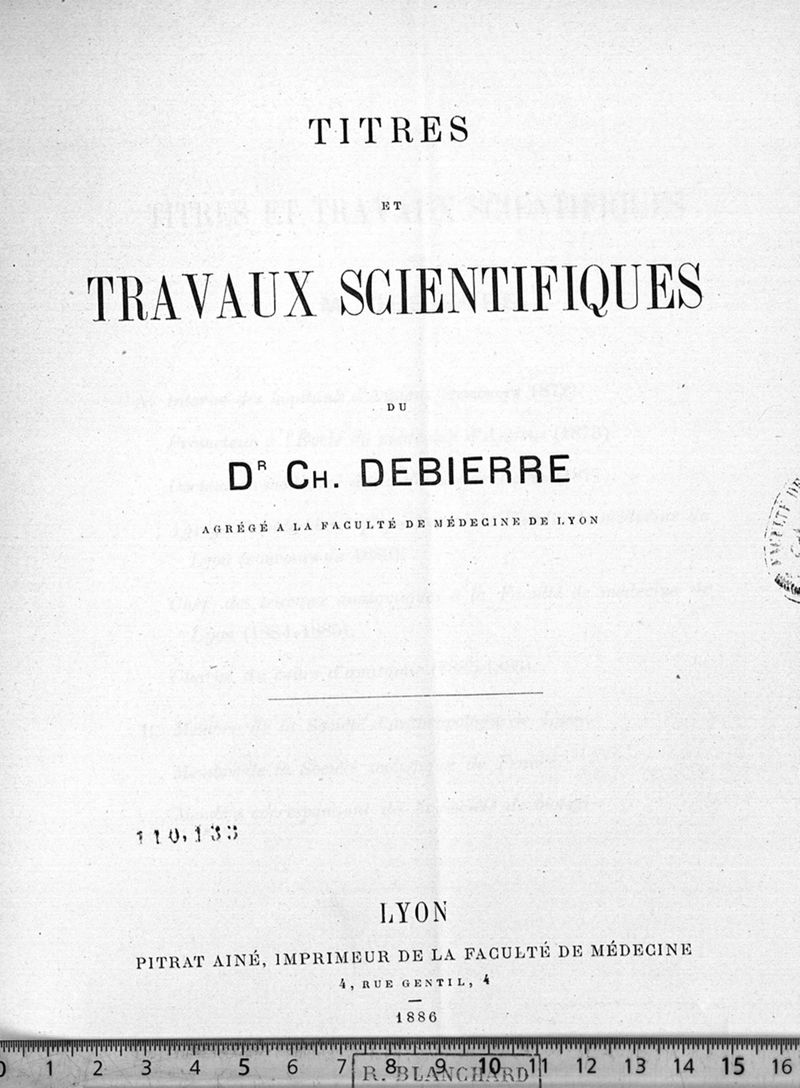 TITRES
ET
TRAVAUX SCIENTIFIQUES
DU
DR CH. DEBIERRE
AGRÉGÉ A LA FACULTÉ DE MÉDECINE DE LYON
FACULTÉ DE
110,133
LYON
PITRAT AINÉ, IMPRIMEUR DE LA FACULTÉ DE MÉDECINE
4, RUE GENTIL, 4
1886
0 1 2 3 4 5 6 7 8 9 10 11 12 13 14 15 16
R. BLANCHARD